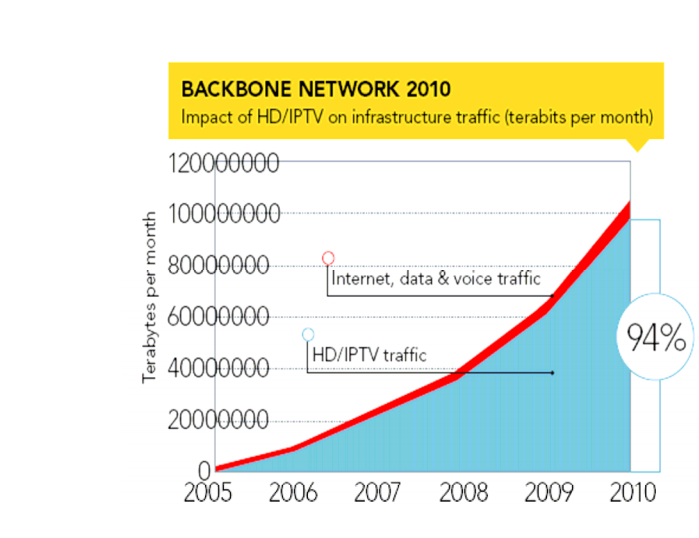 BACKBONE NETWORK 2010
Impact of HD/IPTV on infrastructure traffic (terabits per month)
Terabytes per month
120000000
100000000
80000000
Internet, data & voice traffic
60000000
94%
HD/IPTV traffic
40000000
20000000
0
2005 2006 2007 2008 2009 2010